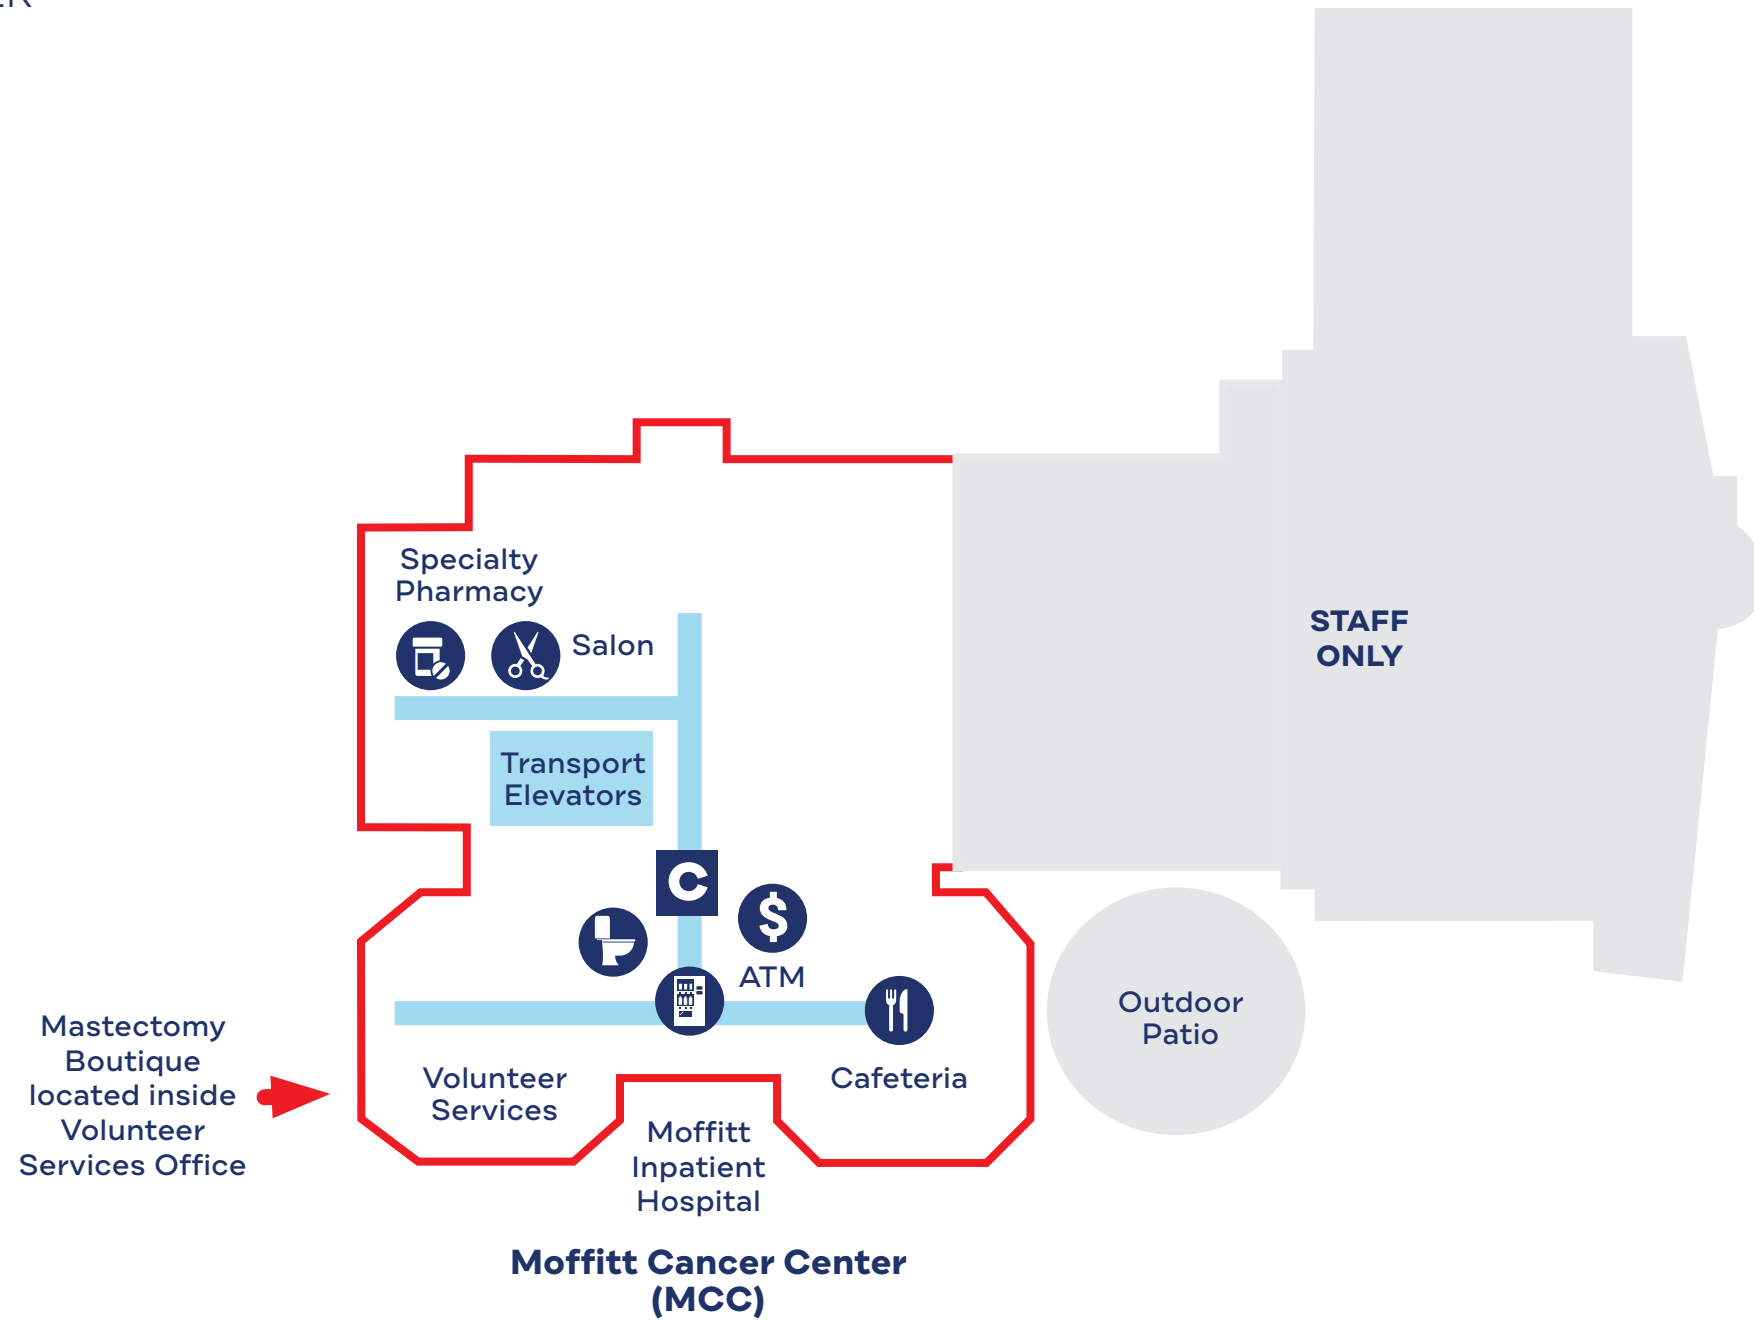 Specialty
Pharmacy
Salon
STAFF
ONLY
Transport
Elevators
C
$
ATM
Outdoor
Patio
Mastectomy
Boutique
located inside
Volunteer
Services Office
Volunteer
Services
Cafeteria
Moffitt
Inpatient
Hospital
Moffitt Cancer Center
(MCC)